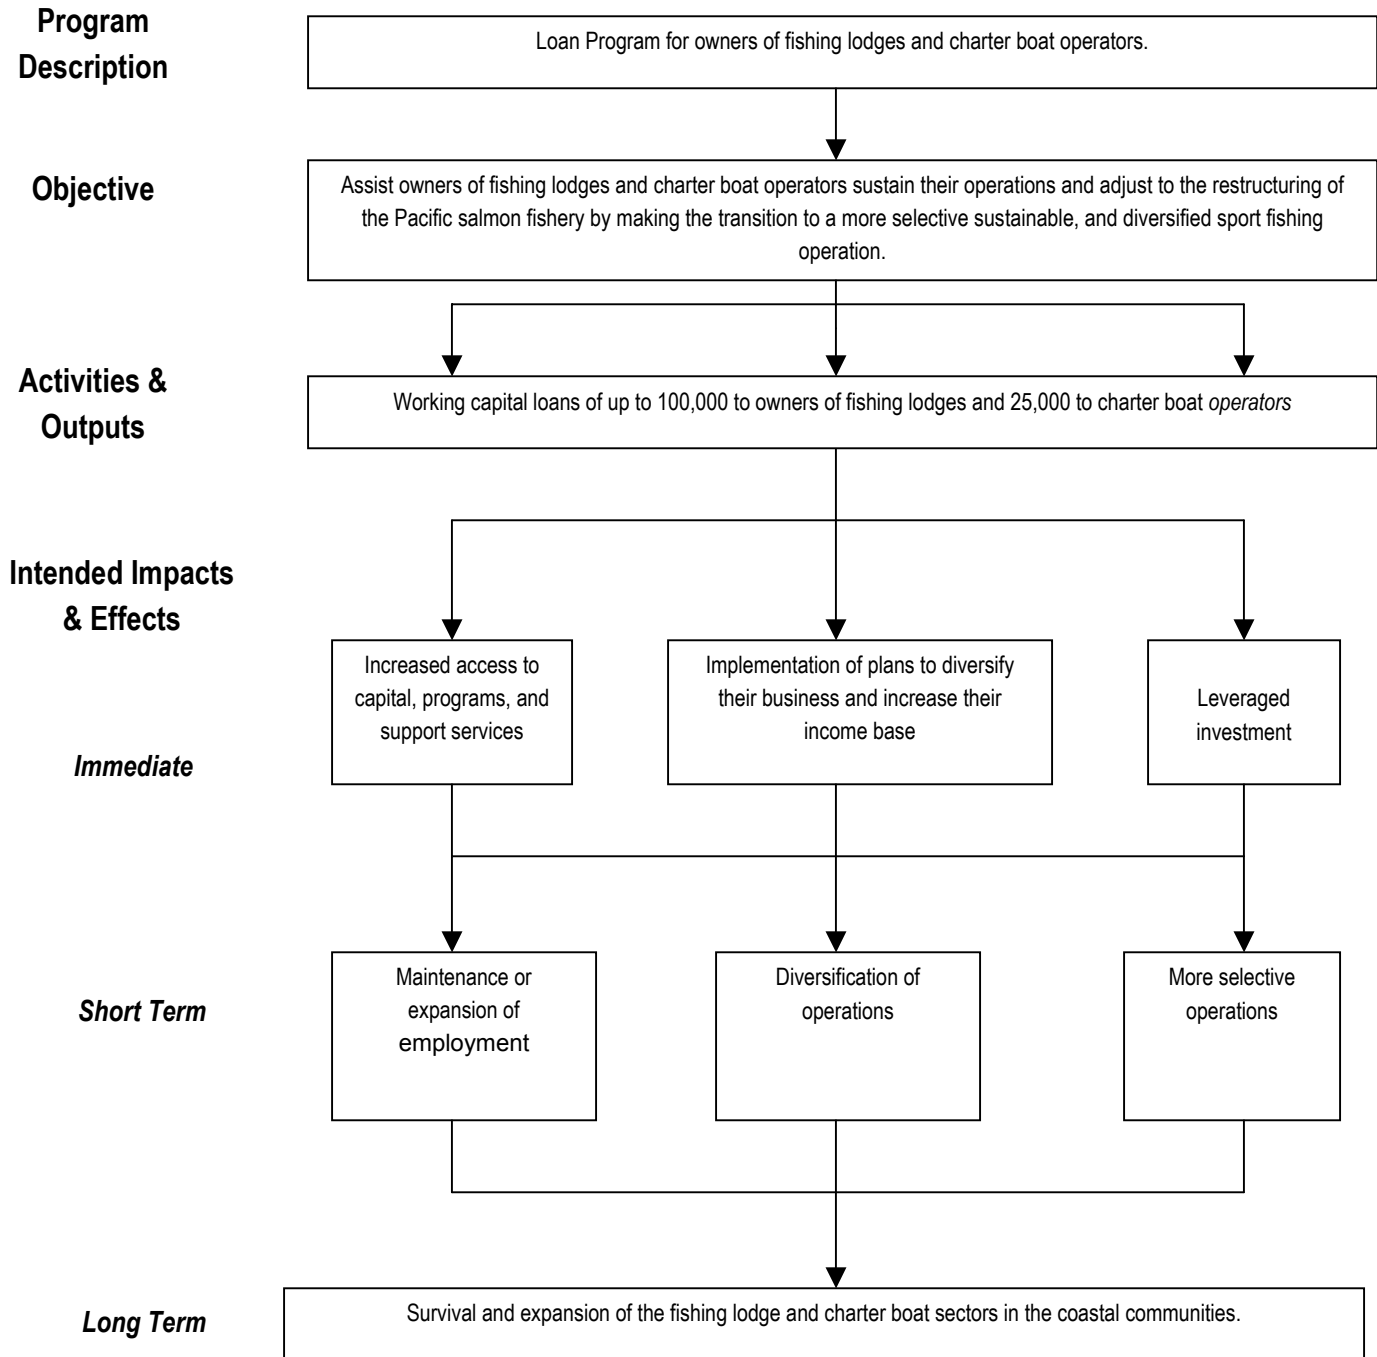 Program
Description
Loan Program for owners of fishing lodges and charter boat operators.
Objective
Assist owners of fishing lodges and charter boat operators sustain their operations and adjust to the restructuring of
the Pacific salmon fishery by making the transition to a more selective sustainable, and diversified sport fishing
operation.
Activities &
Outputs
Working capital loans of up to 100,000 to owners of fishing lodges and 25,000 to charter boat operators
Intended Impacts
& Effects
Immediate
Increased access to
capital, programs, and
support services
Implementation of plans to diversify
their business and increase their
income base
Leveraged
investment
Short Term
Maintenance or
expansion of
employment
Diversification of
operations
More selective
operations
Long Term
Survival and expansion of the fishing lodge and charter boat sectors in the coastal communities.